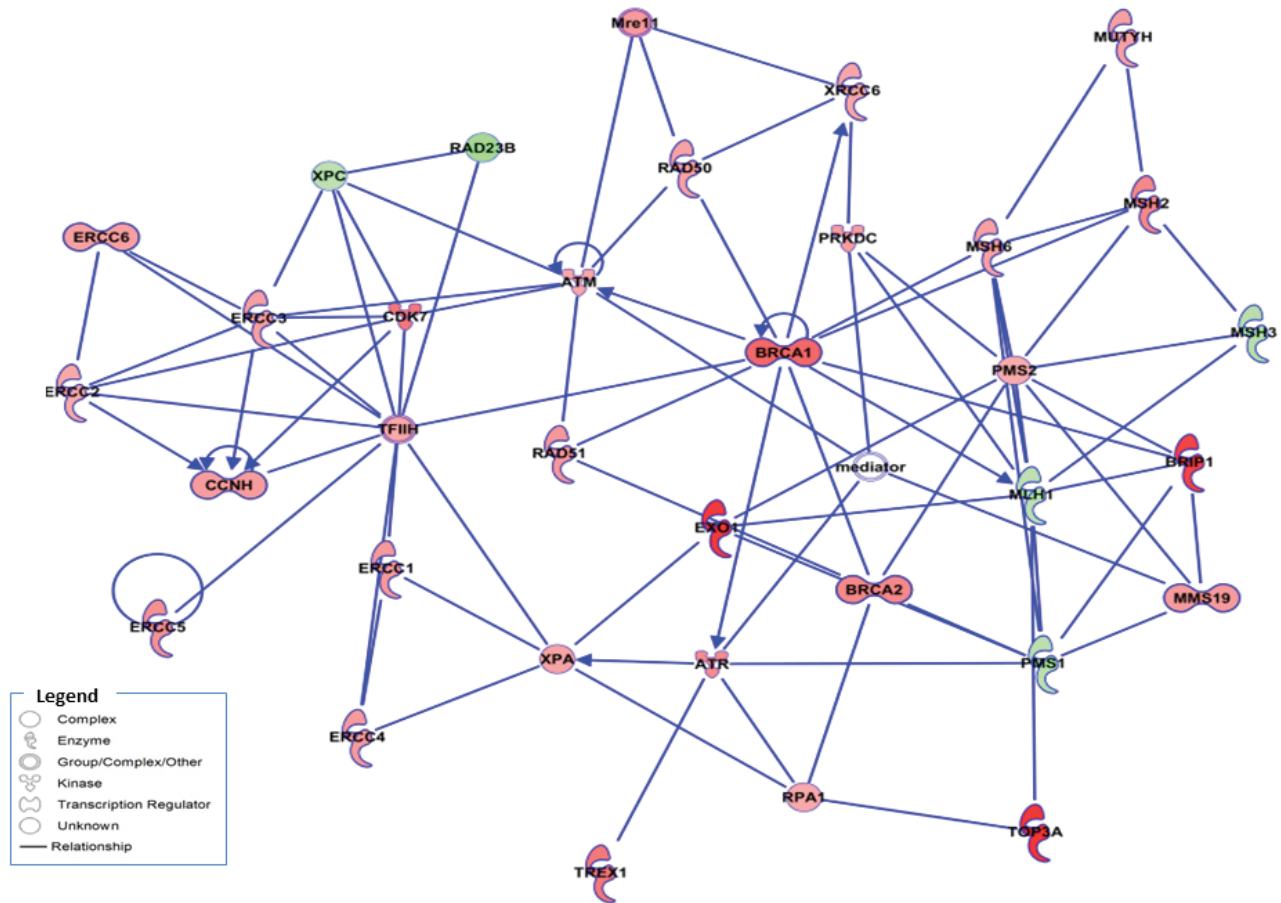 Mre11
MUTYH
XRCC6
RAD23B
RAD50
XPC
MSH2
ERCC6
PRKDC
MSH6
ATM
ERCC3
CDK7
MSH3
BRCA1
PMS2
ERCC2
TFIIH
RAD51
mediator
BRIP1
CCNH
MLH1
EXO1
ERCC1
BRCA2
MMS19
ERCC5
XPA
ATR
PMS1
Legend
Complex
Enzyme
Group/Complex/Other
Kinase
Transcription Regulator
Unknown
Relationship
ERCC4
RPA1
TOP3A
TREX1